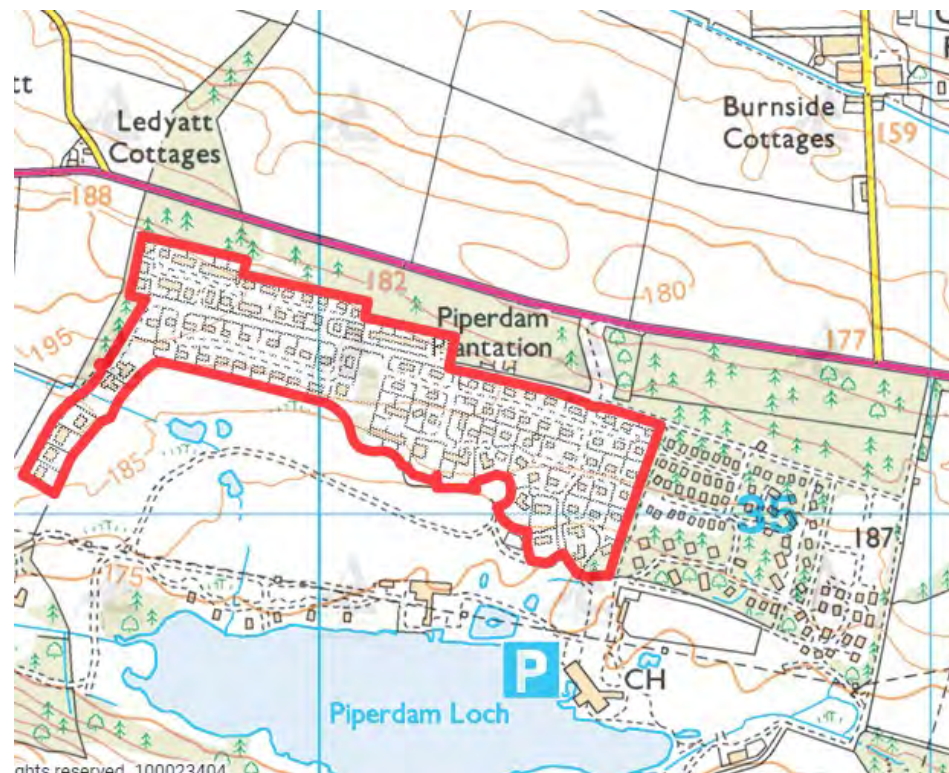 tt
Ledyatt
Cottages
Burnside
Cottages
159
188
182
180
Piperdam
Plantation
177
195
185
35
187
175
P
CH
Piperdam Loch
ghts reserved. 100023404